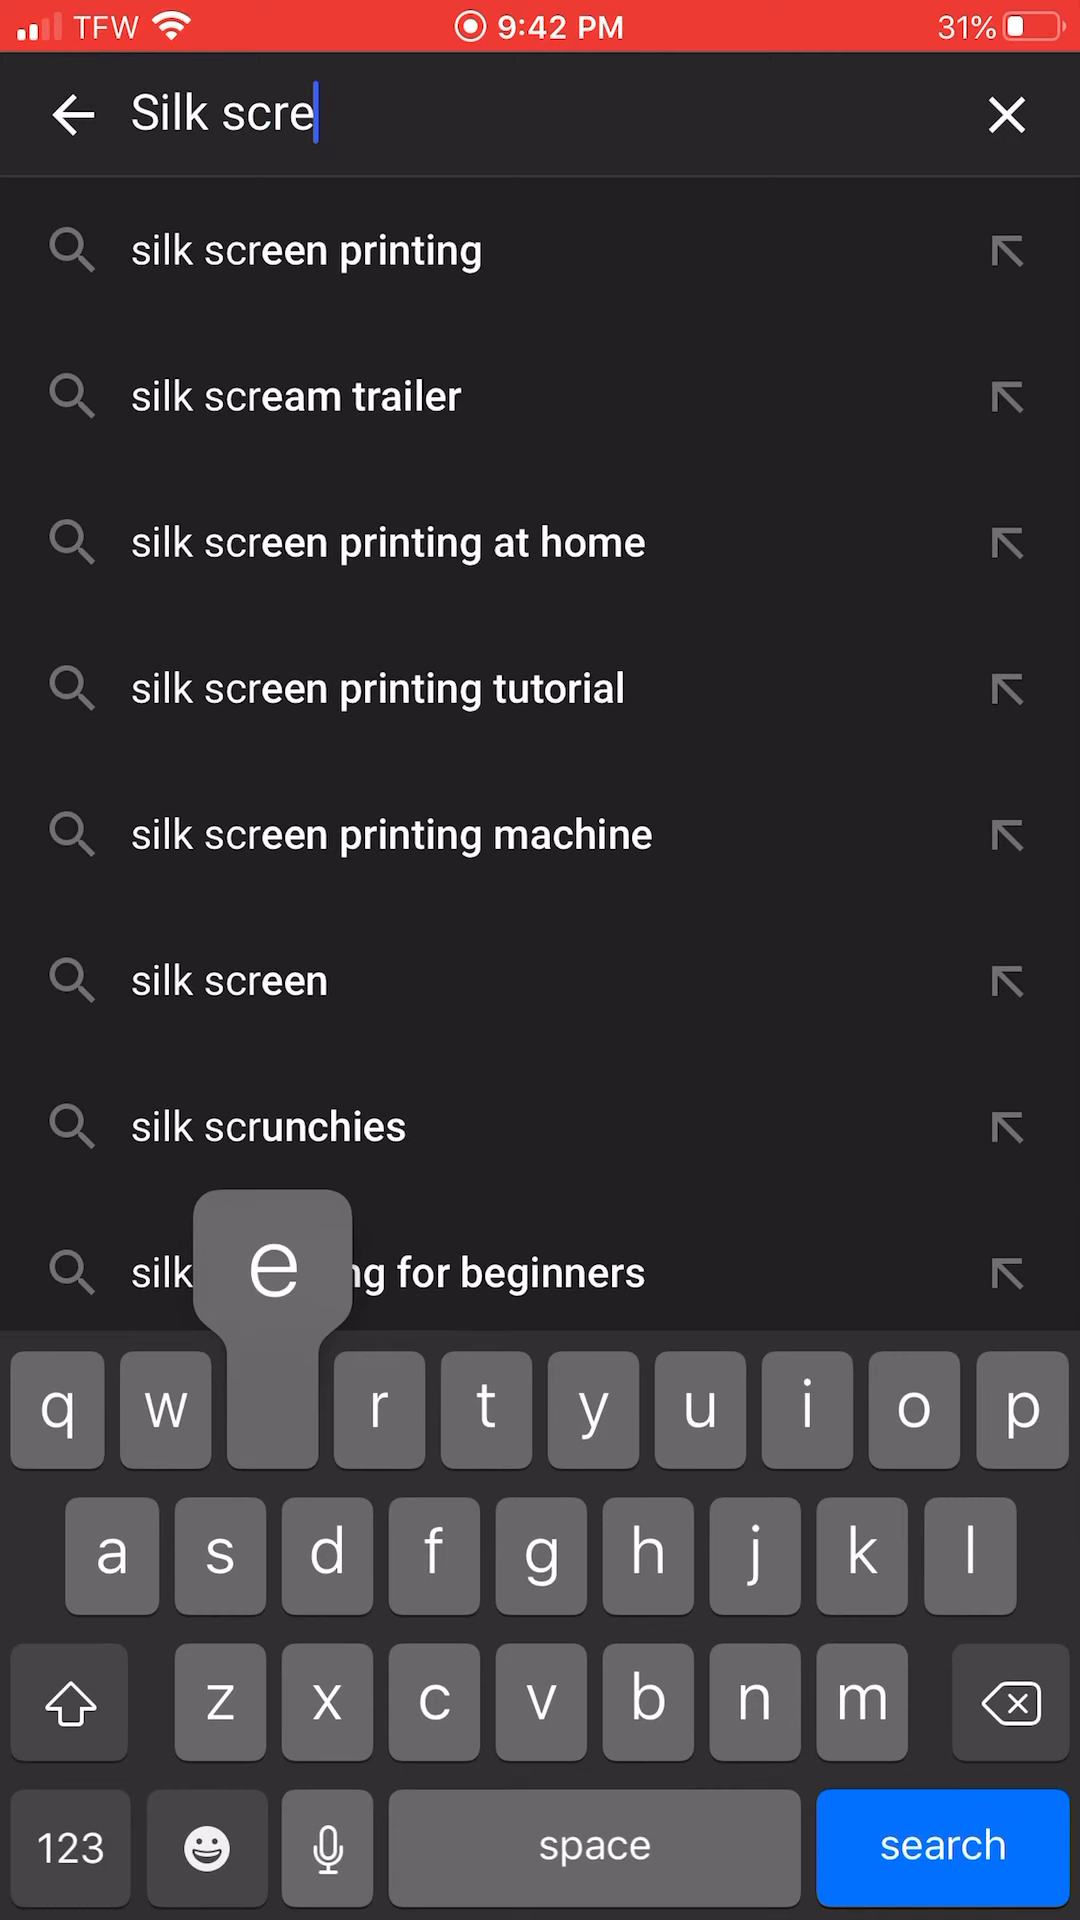 TFW 9:42 PM 31%
Silk scre
silk screen printing
silk scream trailer
silk screen printing at home
silk screen printing tutorial
silk screen printing machine
silk screen
silk scrunchies
silk ng for beginners
e
q w r t y u i o p
a s d f g h j k l
z x c v b n m
123 space search